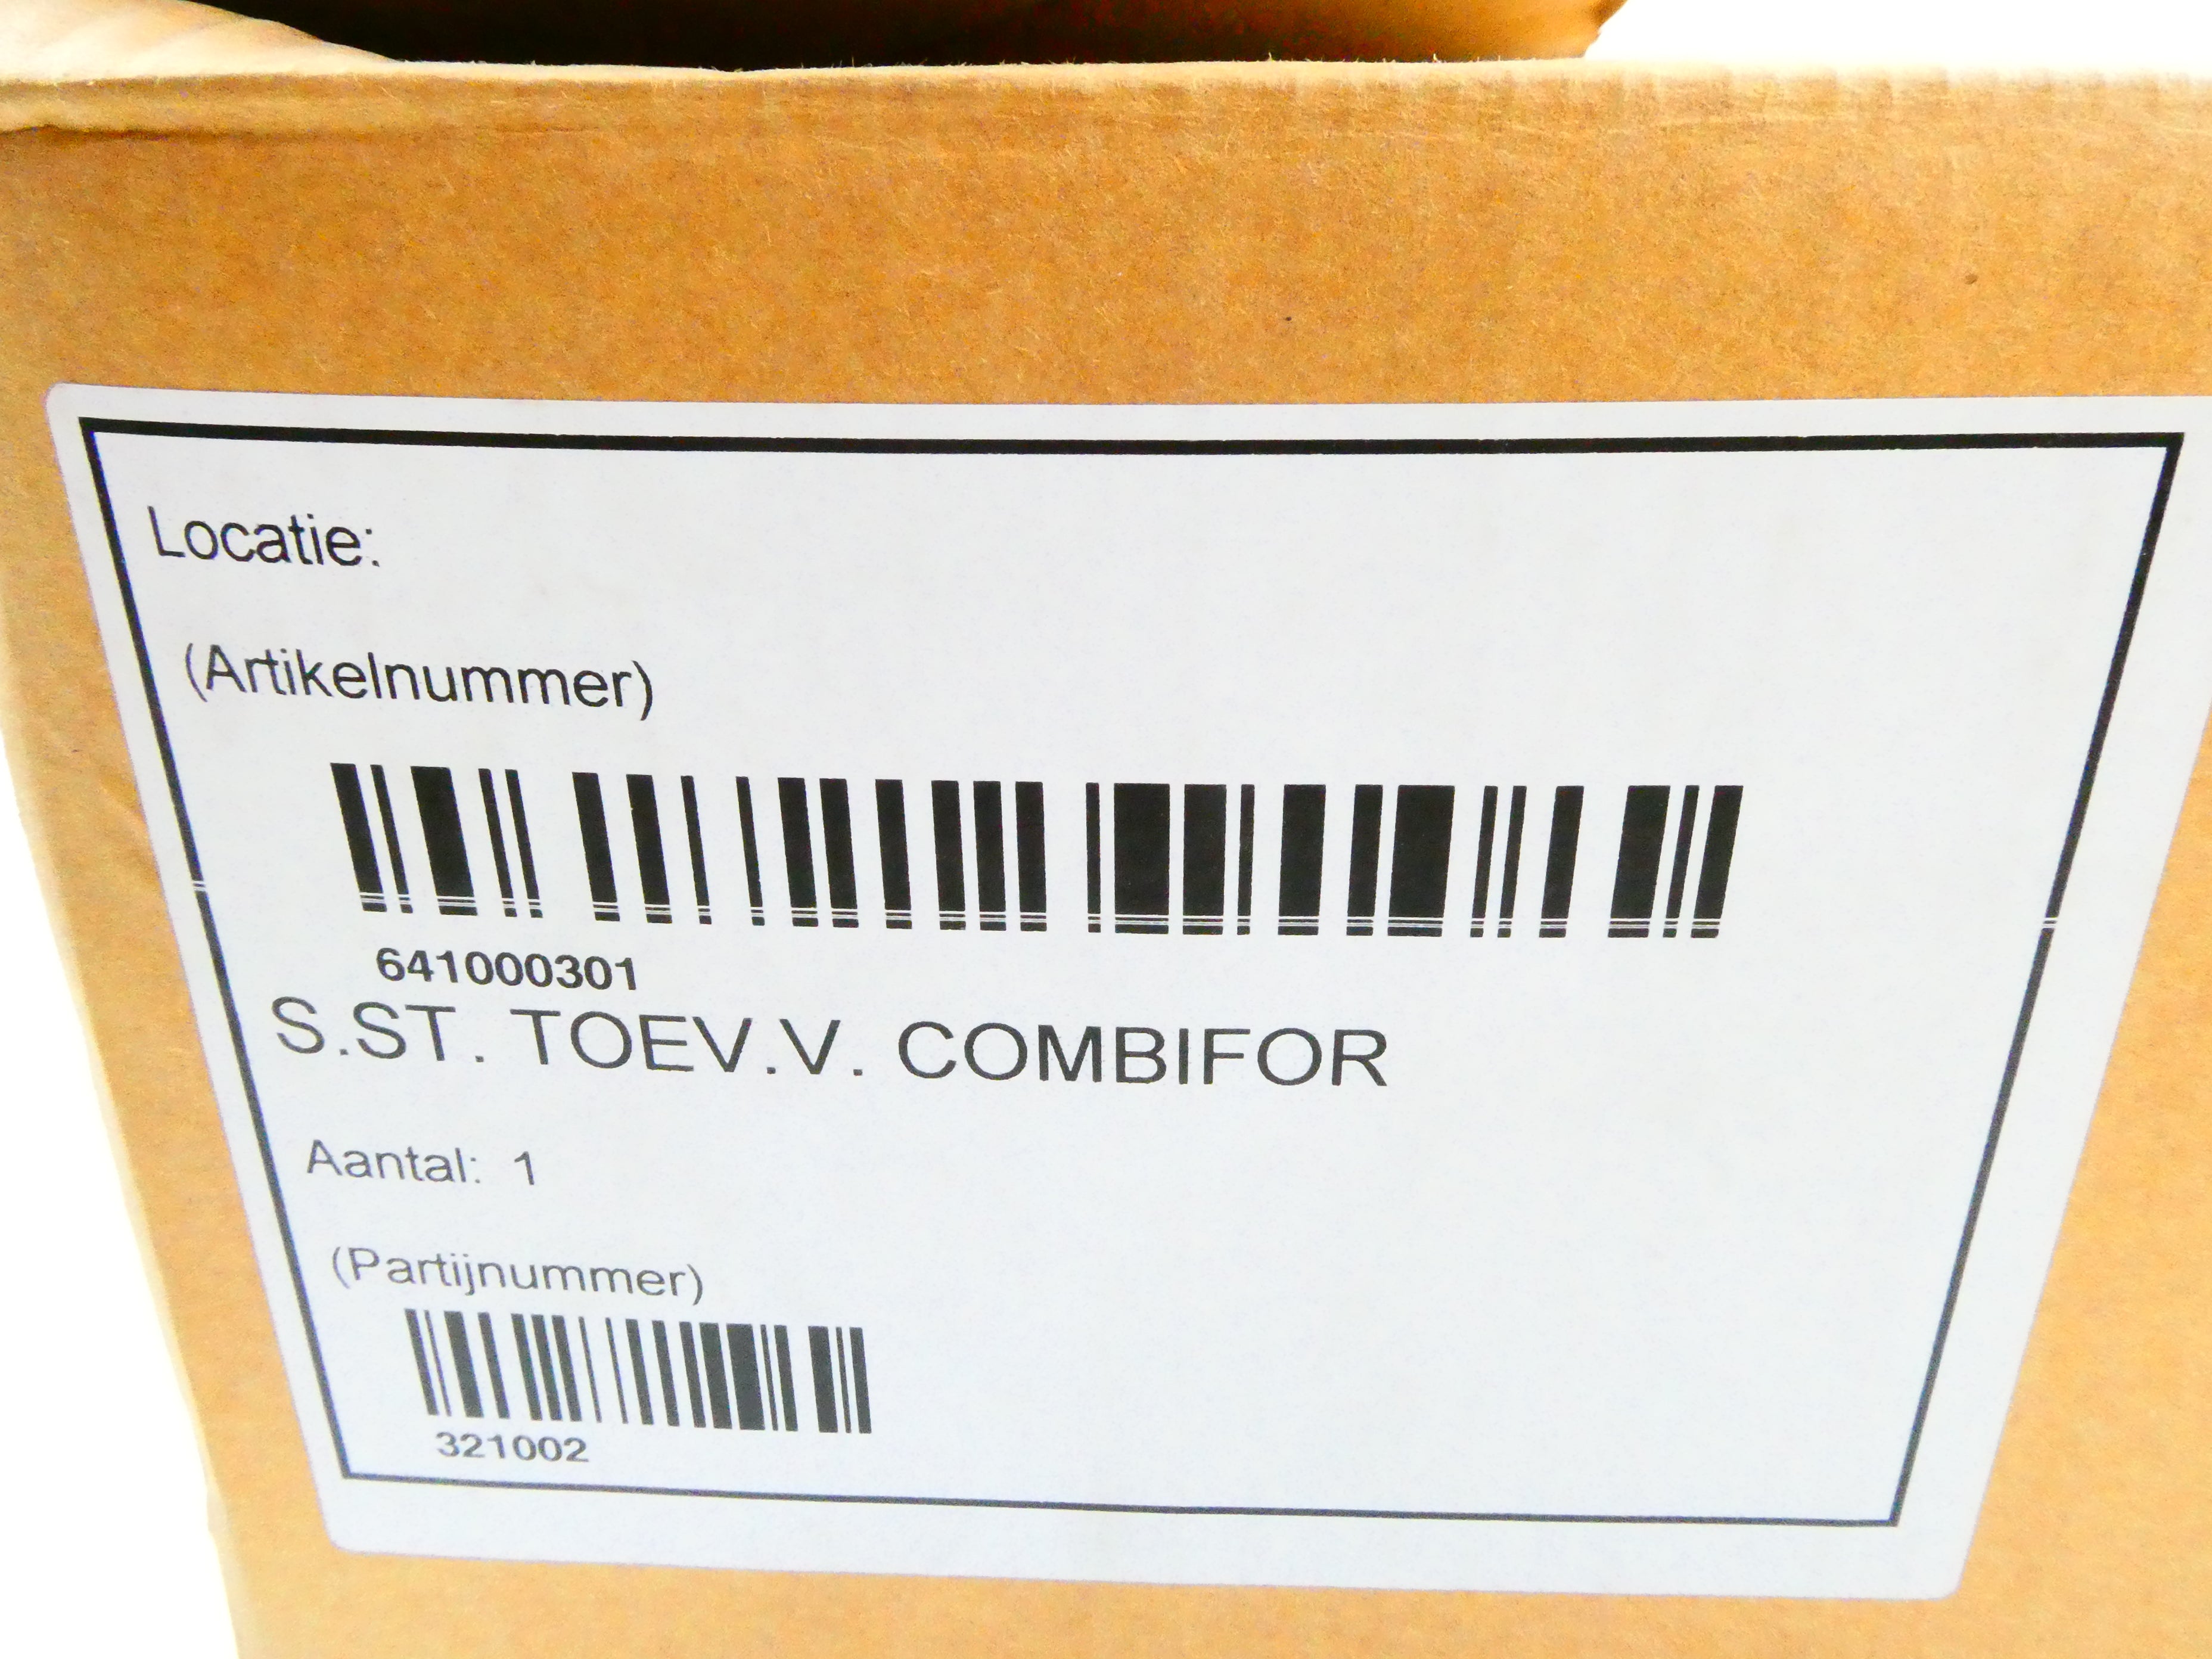 Locatie:
(Artikelnummer)
641000301
S.ST. TOEV.V. COMBIFOR
Aantal: 1
(Partijnummer)
321002